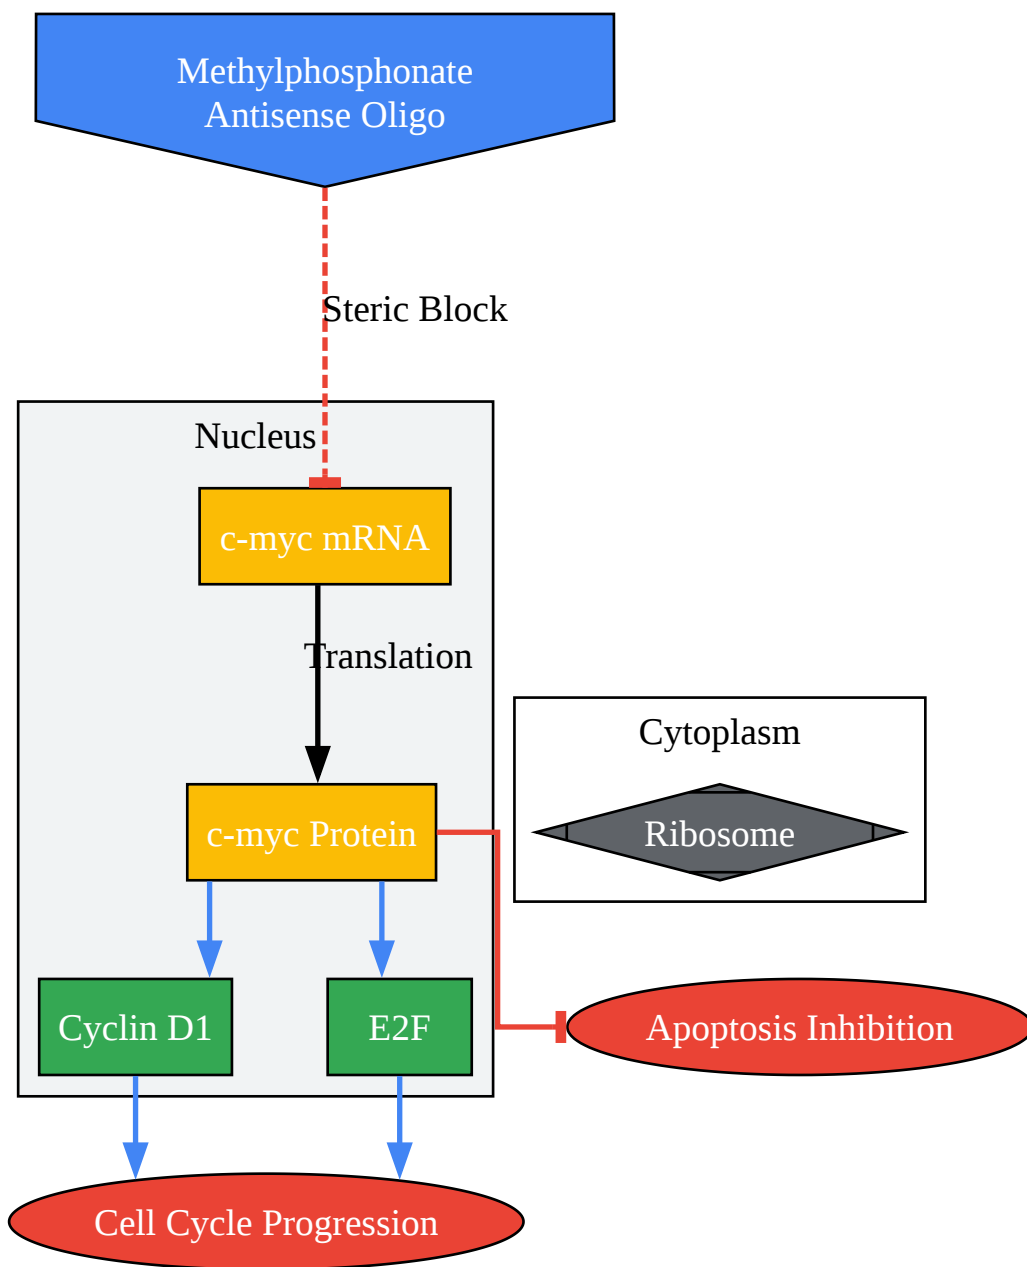 Methylphosphonate
Antisense Oligo
Steric Block
Nucleus
c-myc mRNA
Translation
Cytoplasm
c-myc Protein
Ribosome
Cyclin D1
E2F
Apoptosis Inhibition
Cell Cycle Progression